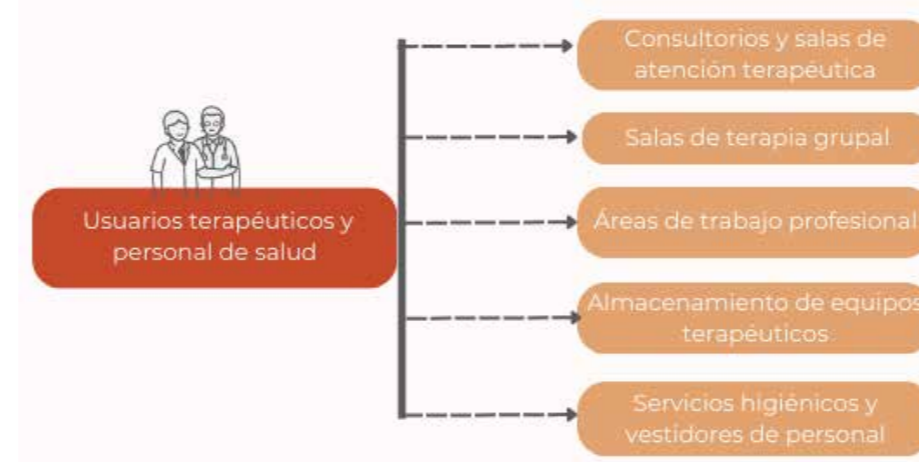 Usuarios terapéuticos y
personal de salud
Consultorios y salas de
atención terapéutica
Salas de terapia grupal
Áreas de trabajo profesional
Almacenamiento de equipos
terapéuticos
Servicios higiénicos y
vestidores de personal